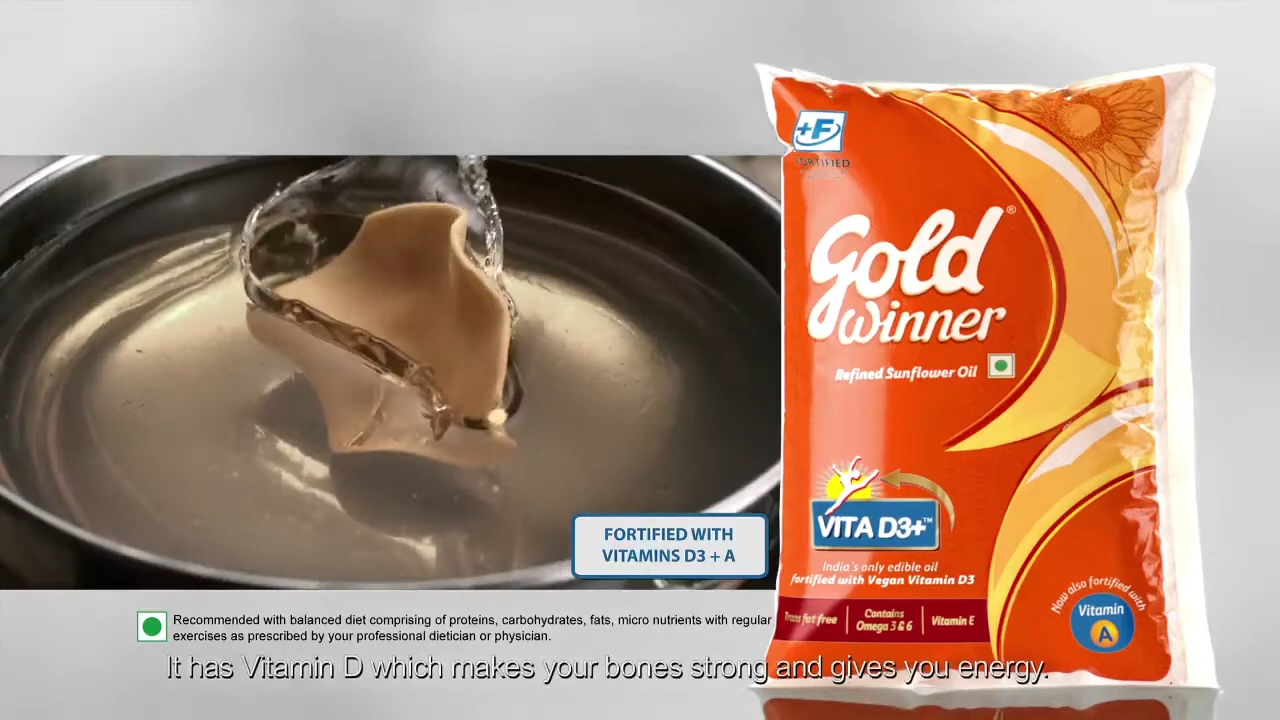 +F
FORTIFIED
Gold
winner®
Refined Sunflower Oil
VITA D3+™
India's only edible oil
fortified with Vegan Vitamin D3
Trans fat free
Contains
Omega 3 & 6
Vitamin E
Now also fortified with
Vitamin
A
FORTIFIED WITH
VITAMINS D3 + A
Recommended with balanced diet comprising of proteins, carbohydrates, fats, micro nutrients with regular
exercises as prescribed by your professional dietician or physician.
It has Vitamin D which makes your bones strong and gives you energy.